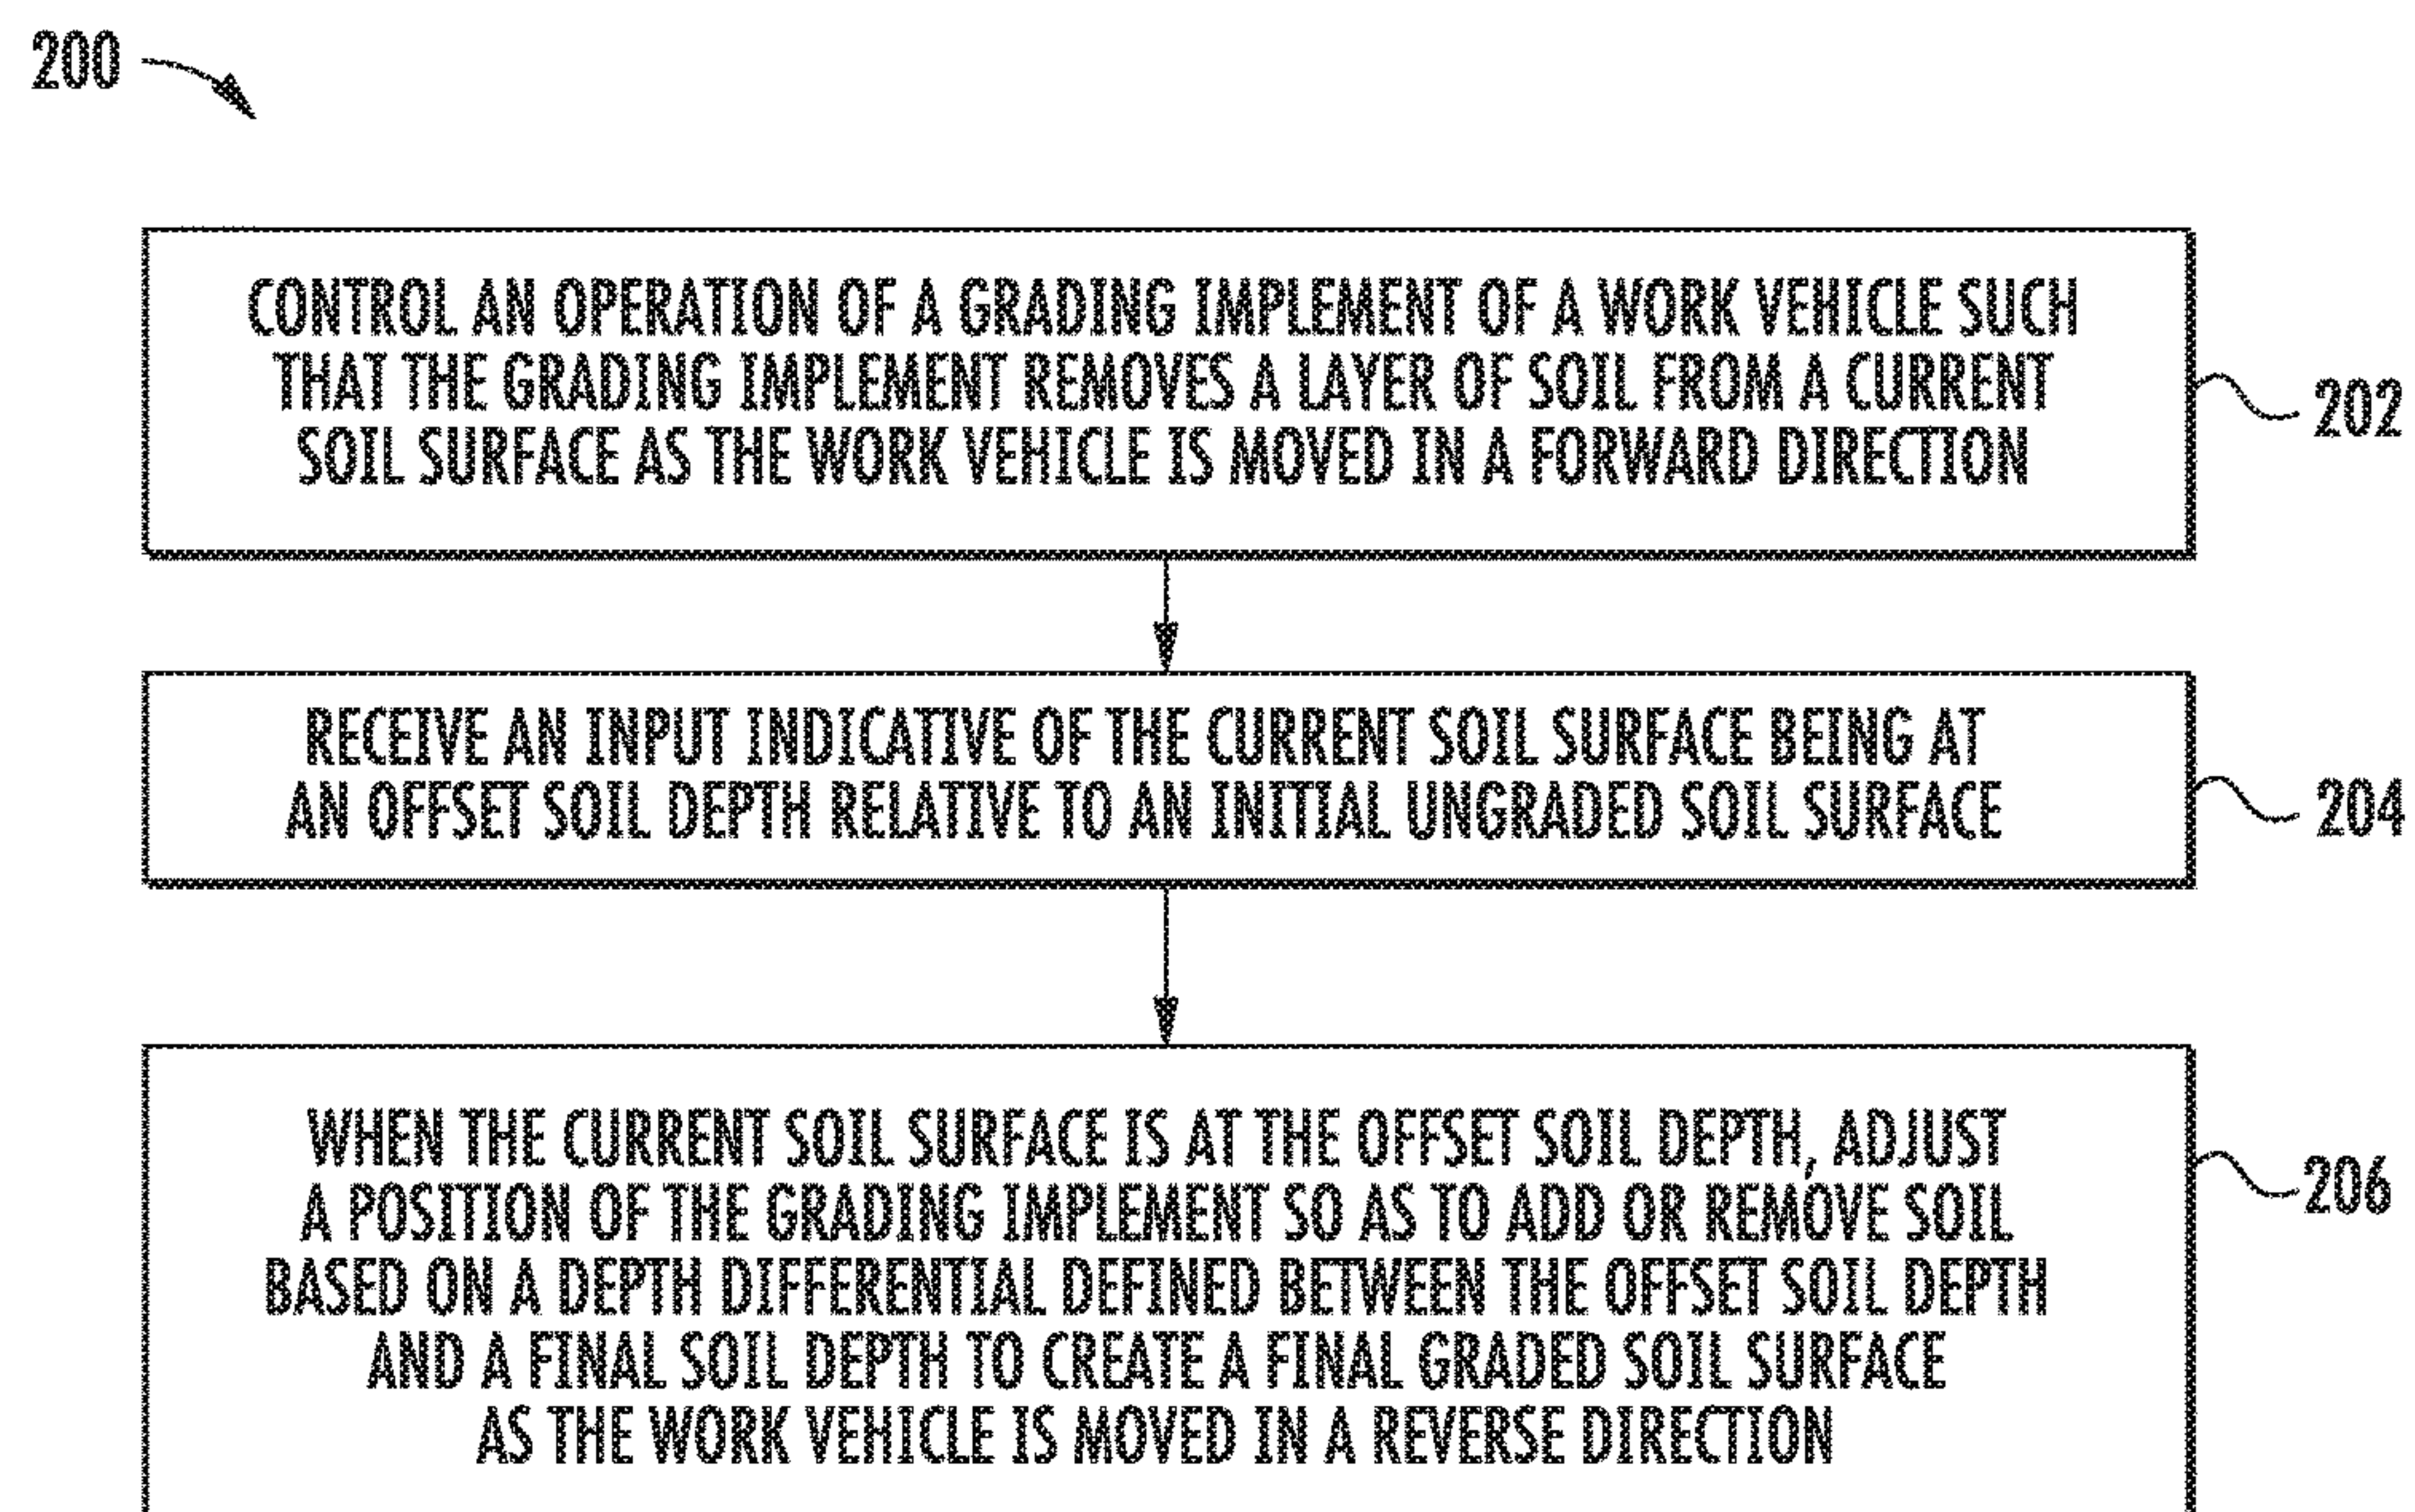 200
CONTROL AN OPERATION OF A GRADING IMPLEMENT OF A WORK VEHICLE SUCH
THAT THE GRADING IMPLEMENT REMOVES A LAYER OF SOIL FROM A CURRENT
SOIL SURFACE AS THE WORK VEHICLE IS MOVED IN A FORWARD DIRECTION
202
RECEIVE AN INPUT INDICATIVE OF THE CURRENT SOIL SURFACE BEING AT
AN OFFSET SOIL DEPTH RELATIVE TO AN INITIAL UNGRADED SOIL SURFACE
204
WHEN THE CURRENT SOIL SURFACE IS AT THE OFFSET SOIL DEPTH, ADJUST
A POSITION OF THE GRADING IMPLEMENT SO AS TO ADD OR REMOVE SOIL
BASED ON A DEPTH DIFFERENTIAL DEFINED BETWEEN THE OFFSET SOIL DEPTH
AND A FINAL SOIL DEPTH TO CREATE A FINAL GRADED SOIL SURFACE
AS THE WORK VEHICLE IS MOVED IN A REVERSE DIRECTION
206